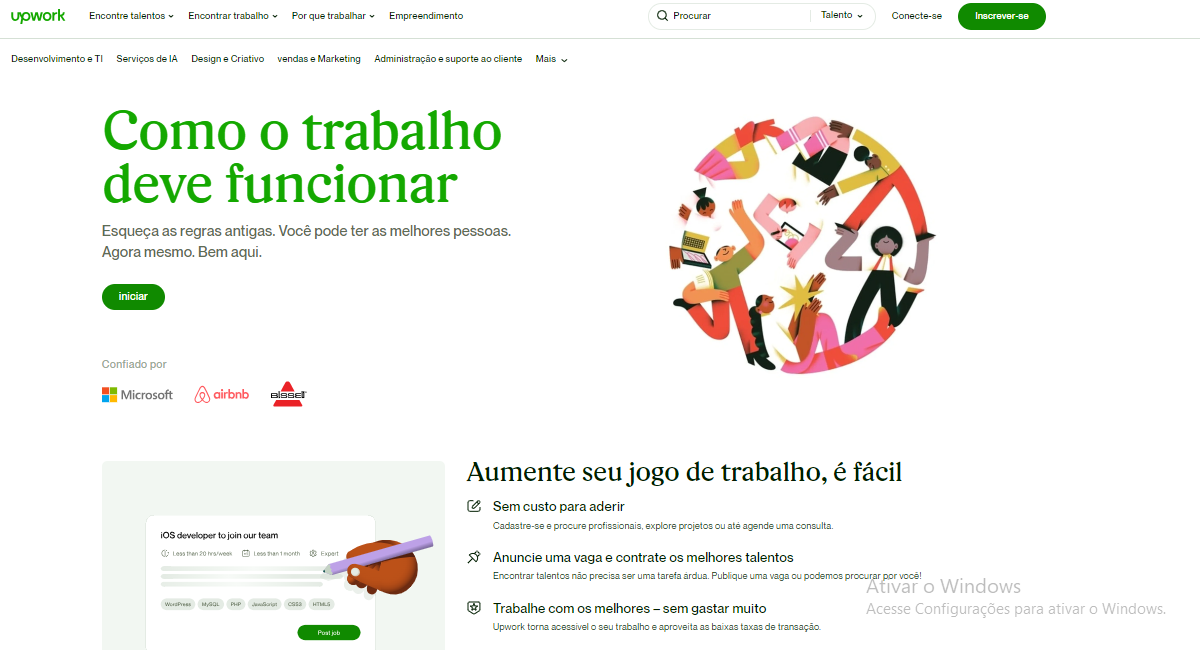 upwork Encontre talentos Encontrar trabalho Por que trabalhar Empreendimento Procurar Talento Conecte-se Inscrever-se
Desenvolvimento e TI Serviços de IA Design e Criativo vendas e Marketing Administração e suporte ao cliente Mais
Como o trabalho
deve funcionar
Esqueça as regras antigas. Você pode ter as melhores pessoas.
Agora mesmo. Bem aqui.
iniciar
Confiado por
Microsoft airbnb BISSELL
Aumente seu jogo de trabalho, é fácil
Sem custo para aderir
Cadastre-se e procure profissionais, explore projetos ou até agende uma consulta.
Anuncie uma vaga e contrate os melhores talentos
Encontrar talentos não precisa ser uma tarefa árdua. Publique uma vaga ou podemos procurar por você!
Trabalhe com os melhores – sem gastar muito
Upwork torna acessível o seu trabalho e aproveita as baixas taxas de transação.
iOS developer to join our team
Less than 20 hrs/week Less than 1 month Expert
WordPress MySQL PHP JavaScript CSS3 HTML5
Post job
Ativar o Windows
Acesse Configurações para ativar o Windows.